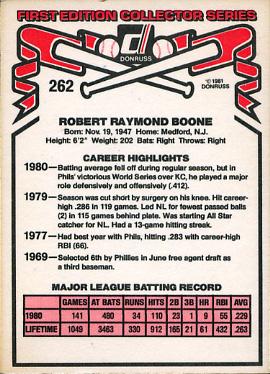 FIRST EDITION COLLECTOR SERIES
DONRUSS
© 1981
DONRUSS
262
ROBERT RAYMOND BOONE
Born: Nov. 19, 1947 Home: Medford, N.J.
Height: 6'2" Weight: 202 Bats: Right Throws: Right
CAREER HIGHLIGHTS
1980—Batting average fell off during regular season, but in
Phils' victorious World Series over KC, he played a major
role defensively and offensively (.412).
1979—Season was cut short by surgery on his knee. Hit career-
high .286 in 119 games. Led NL for fewest passed balls
(2) in 115 games behind plate. Was starting All Star
catcher for NL. Had a 13-game hitting streak.
1977—Had best year with Phils, hitting .283 with career-high
RBI (66).
1969—Selected 6th by Phillies in June free agent draft as
a third baseman.
MAJOR LEAGUE BATTING RECORD
GAMES AT BATS RUNS HITS 2B 3B HR RBI AVG
1980 141 480 34 110 23 1 9 55 .229
LIFETIME 1049 3463 330 912 165 21 61 432 .263